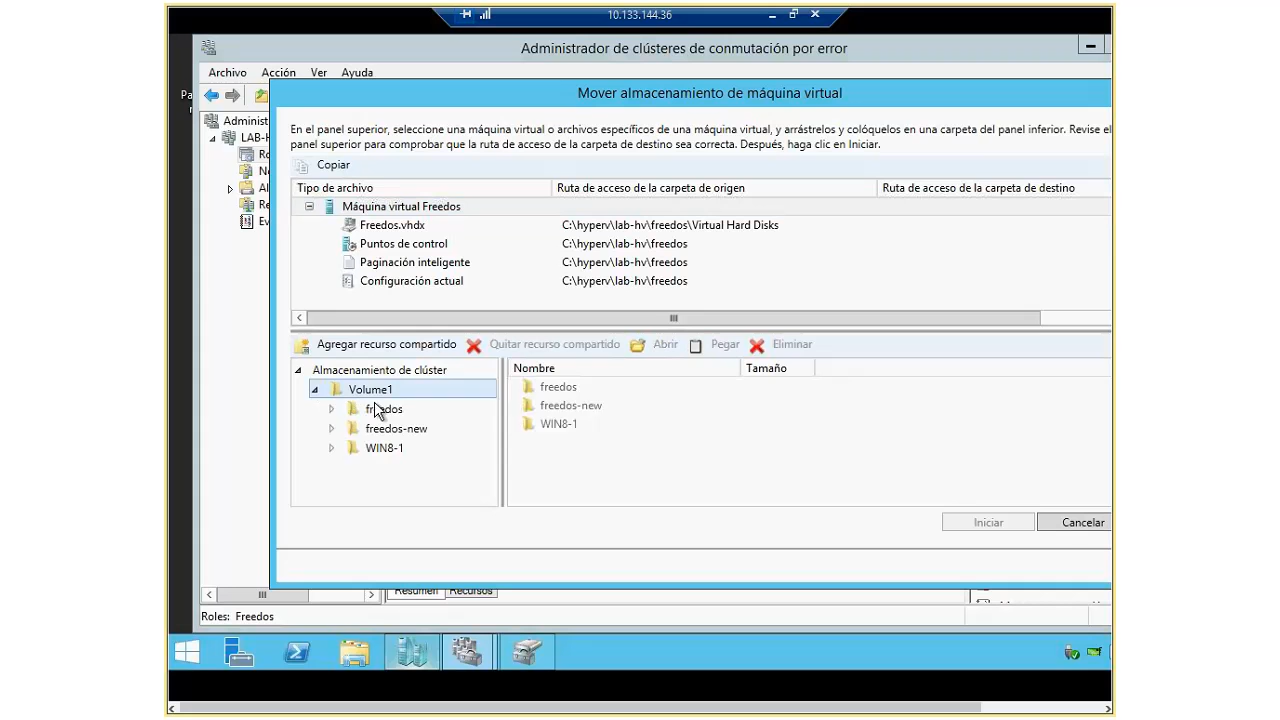 10.133.144.36
Administrador de clústeres de conmutación por error
Archivo Acción Ver Ayuda
Mover almacenamiento de máquina virtual
En el panel superior, seleccione una máquina virtual o archivos específicos de una máquina virtual, y arrástrelos y colóquelos en una carpeta del panel inferior. Revise el
panel superior para comprobar que la ruta de acceso de la carpeta de destino sea correcta. Después, haga clic en Iniciar.
Copiar
Tipo de archivo Ruta de acceso de la carpeta de origen Ruta de acceso de la carpeta de destino
Máquina virtual Freedos
Freedos.vhdx C:\hyperv\lab-hv\freedos\Virtual Hard Disks
Puntos de control C:\hyperv\lab-hv\freedos
Paginación inteligente C:\hyperv\lab-hv\freedos
Configuración actual C:\hyperv\lab-hv\freedos
Agregar recurso compartido Quitar recurso compartido Abrir Pegar Eliminar
Almacenamiento de clúster Nombre Tamaño
Volume1 freedos
freedos freedos-new
freedos-new WIN8-1
WIN8-1
Iniciar Cancelar
Resumen Recursos
Roles: Freedos